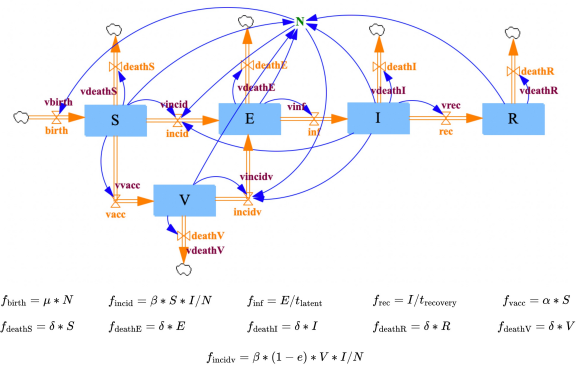 N
deathS
deathE
deathI
deathR
vdeathS
vdeathE
vdeathI
vdeathR
vbirth
vincid
vinf
vrec
S
E
I
R
birth
incid
inf
rec
vvacc
vincidv
V
vacc
incidv
deathV
vdeathV
f_birth = μ * N f_incid = β * S * I/N f_inf = E/t_latent f_rec = I/t_recovery f_vacc = α * S
f_deathS = δ * S f_deathE = δ * E f_deathI = δ * I f_deathR = δ * R f_deathV = δ * V
f_incidv = β * (1 − e) * V * I/N